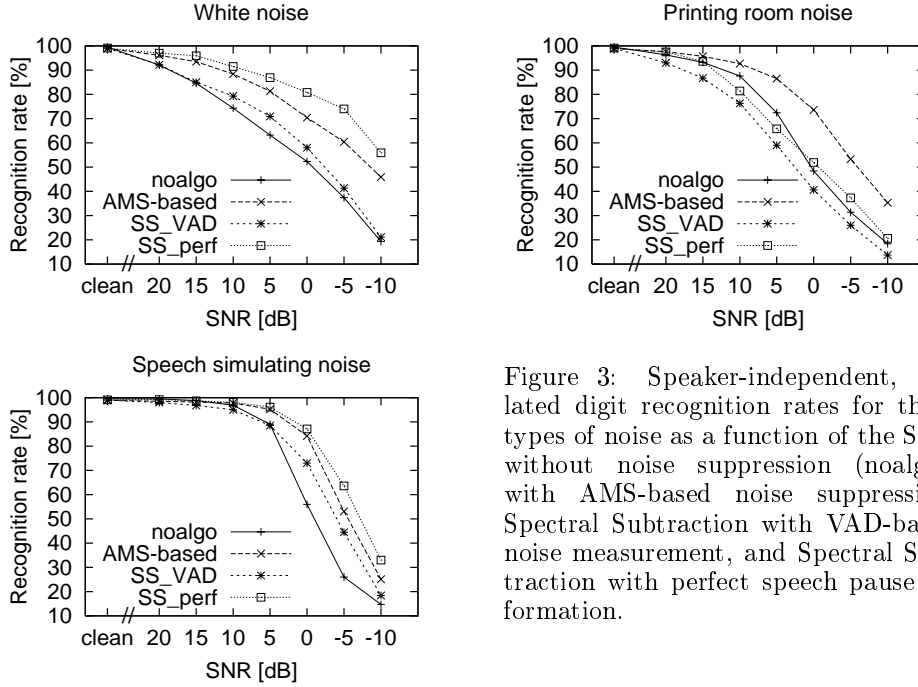 White noise
Recognition rate [%]
100
90
80
70
60
50
40
30
20
10
noalgo
AMS-based
SS_VAD
SS_perf
clean // 20 15 10 5 0 -5 -10
SNR [dB]
Printing room noise
Recognition rate [%]
100
90
80
70
60
50
40
30
20
10
noalgo
AMS-based
SS_VAD
SS_perf
clean // 20 15 10 5 0 -5 -10
SNR [dB]
Speech simulating noise
Recognition rate [%]
100
90
80
70
60
50
40
30
20
10
noalgo
AMS-based
SS_VAD
SS_perf
clean // 20 15 10 5 0 -5 -10
SNR [dB]
Figure 3: Speaker-independent,
lated digit recognition rates for
types of noise as a function of the
without noise suppression
with AMS-based noise
Spectral Subtraction with
noise measurement, and Spectral
traction with perfect speech pause
formation.